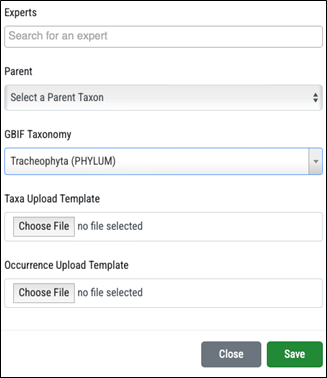 Experts
Search for an expert
Parent
Select a Parent Taxon
GBIF Taxonomy
Tracheophyta (PHYLUM)
Taxa Upload Template
Choose File no file selected
Occurrence Upload Template
Choose File no file selected
Close Save